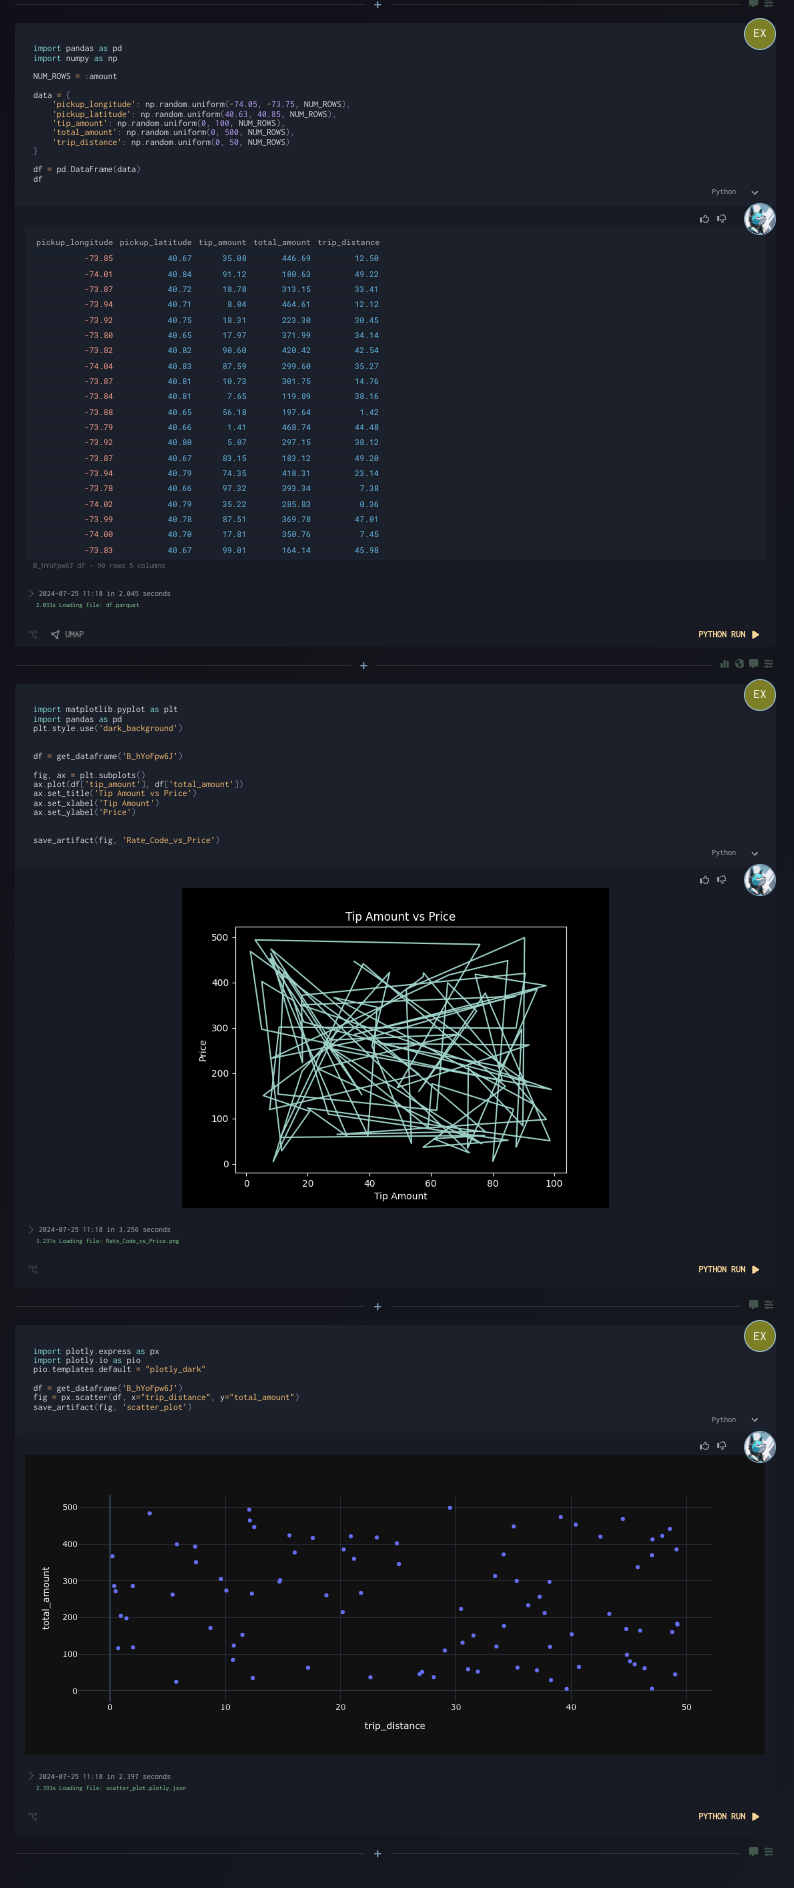 EX
import pandas as pd
import numpy as np
NUM_ROWS = :amount
data = {
'pickup_longitude': np.random.uniform(-74.05, -73.75, NUM_ROWS),
'pickup_latitude': np.random.uniform(40.63, 40.85, NUM_ROWS),
'tip_amount': np.random.uniform(0, 100, NUM_ROWS),
'total_amount': np.random.uniform(0, 500, NUM_ROWS),
'trip_distance': np.random.uniform(0, 50, NUM_ROWS)
}
df = pd.DataFrame(data)
df
Python
pickup_longitude pickup_latitude tip_amount total_amount trip_distance
-73.85 40.67 35.08 446.69 12.50
-74.01 40.84 91.12 180.63 49.22
-73.87 40.72 18.78 313.15 33.41
-73.94 40.71 8.04 464.61 12.12
-73.92 40.75 18.31 223.30 30.45
-73.80 40.65 17.97 371.99 34.14
-73.82 40.82 90.60 420.42 42.54
-74.04 40.83 87.59 299.60 35.27
-73.87 40.81 10.73 301.75 14.76
-73.84 40.81 7.65 119.89 38.16
-73.88 40.65 56.18 197.64 1.42
-73.79 40.66 1.41 468.74 44.48
-73.92 40.80 5.07 297.15 38.12
-73.87 40.67 83.15 183.12 49.20
-73.94 40.79 74.35 418.31 23.14
-73.78 40.66 97.32 393.34 7.38
-74.02 40.79 35.22 285.83 0.36
-73.99 40.78 87.51 369.78 47.01
-74.00 40.70 17.81 350.76 7.45
-73.83 40.67 99.01 164.14 45.98
B_hYoFpw6J df - 90 rows 5 columns
2024-07-25 11:18 in 2.045 seconds
2.033s Loading file: df.parquet
UMAP
PYTHON RUN
EX
import matplotlib.pyplot as plt
import pandas as pd
plt.style.use('dark_background')
df = get_dataframe('B_hYoFpw6J')
fig, ax = plt.subplots()
ax.plot(df['tip_amount'], df['total_amount'])
ax.set_title('Tip Amount vs Price')
ax.set_xlabel('Tip Amount')
ax.set_ylabel('Price')
save_artifact(fig, 'Rate_Code_vs_Price')
Python
Tip Amount vs Price
500
400
300
200
100
0
Price
0 20 40 60 80 100
Tip Amount
2024-07-25 11:18 in 3.256 seconds
3.231s Loading file: Rate_Code_vs_Price.png
PYTHON RUN
EX
import plotly.express as px
import plotly.io as pio
pio.templates.default = "plotly_dark"
df = get_dataframe('B_hYoFpw6J')
fig = px.scatter(df, x="trip_distance", y="total_amount")
save_artifact(fig, 'scatter_plot')
Python
500
400
300
200
100
0
total_amount
0 10 20 30 40 50
trip_distance
2024-07-25 11:18 in 2.397 seconds
2.393s Loading file: scatter_plot.plotly.json
PYTHON RUN